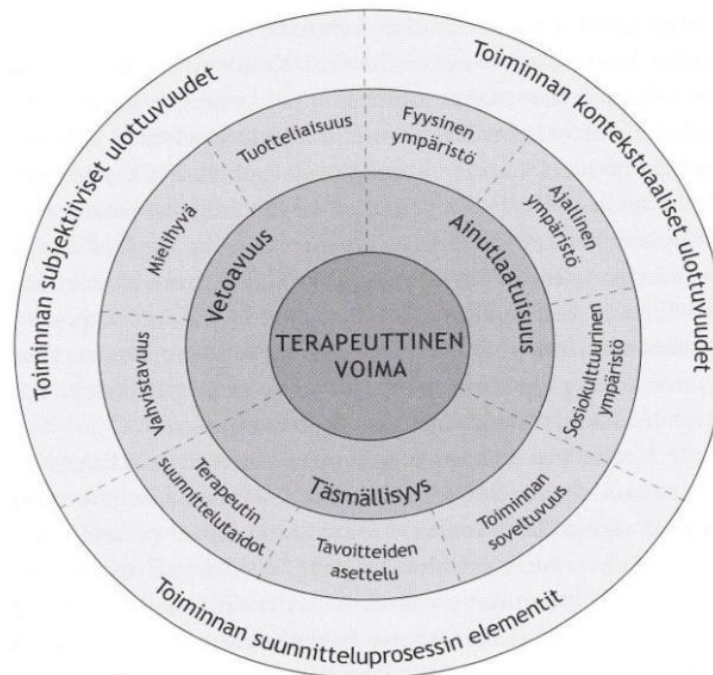 Toiminnan subjektiiviset ulottuvuudet
Toiminnan kontekstuaaliset ulottuvuudet
Toiminnan suunnitteluprosessin elementit
Tuotteliaisuus
Mielihyvä
Vahvistavuus
Fyysinen
ympäristö
Ajallinen
ympäristö
Sosiokulttuurinen
ympäristö
Terapeutin
suunnittelutaidot
Tavoitteiden
asettelu
Toiminnan
soveltuvuus
Vetoavuus
Ainutlaatuisuus
Täsmällisyys
TERAPEUTTINEN
VOIMA